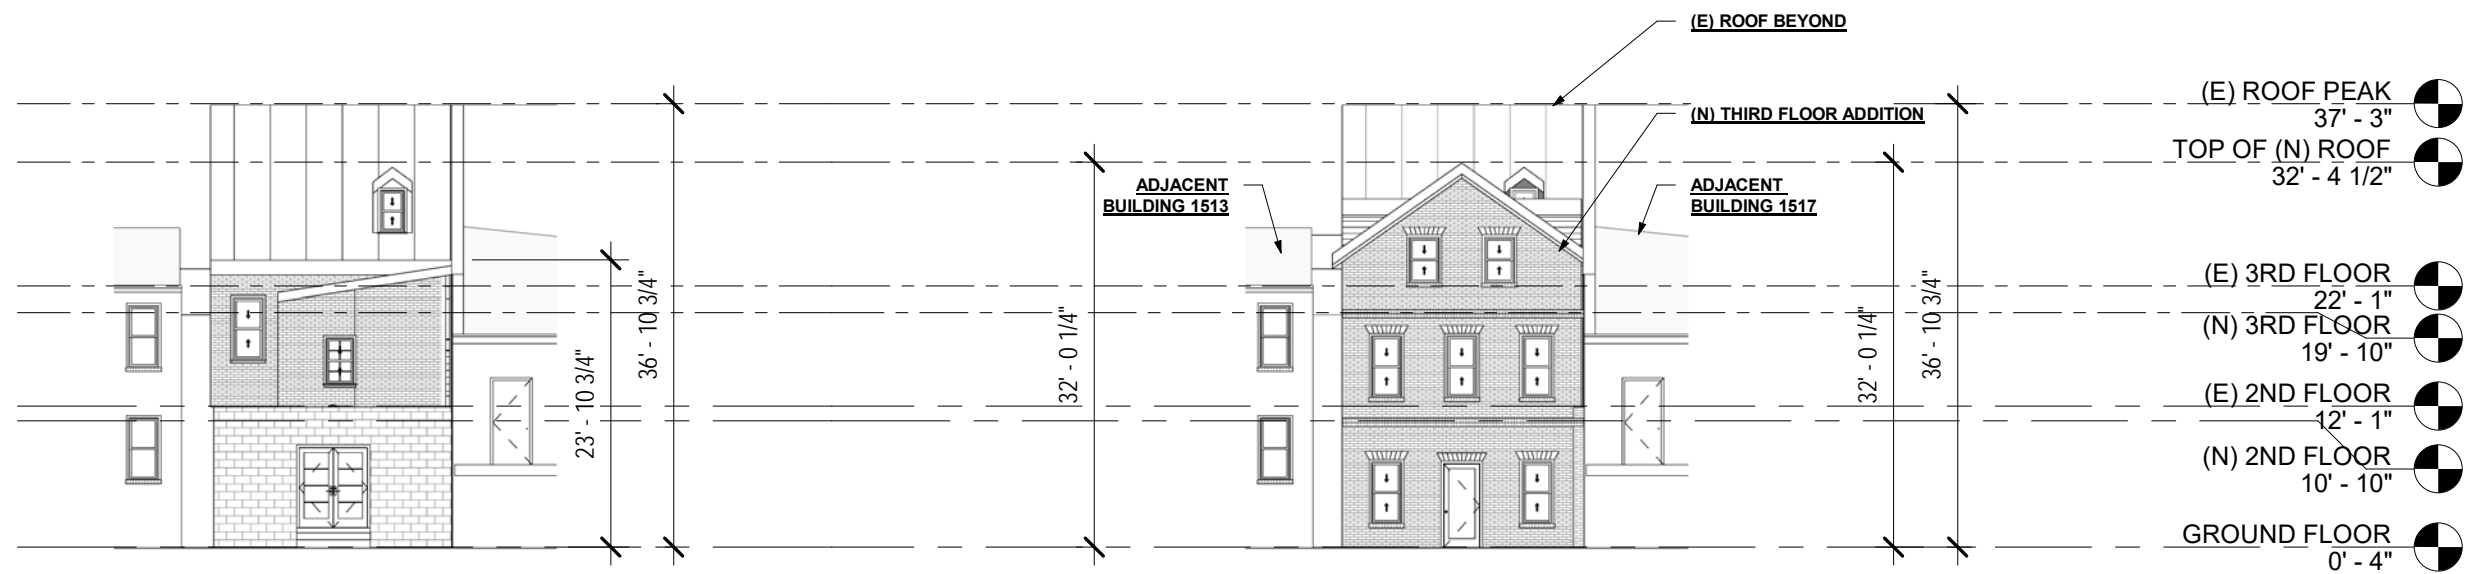 (E) ROOF BEYOND
(E) ROOF PEAK
37' - 3"
(N) THIRD FLOOR ADDITION
TOP OF (N) ROOF
32' - 4 1/2"
ADJACENT
BUILDING 1513
ADJACENT
BUILDING 1517
(E) 3RD FLOOR
22' - 1"
(N) 3RD FLOOR
19' - 10"
23' - 10 3/4"
36' - 10 3/4"
32' - 0 1/4"
32' - 0 1/4"
36' - 10 3/4"
(E) 2ND FLOOR
12' - 1"
(N) 2ND FLOOR
10' - 10"
GROUND FLOOR
0' - 4"